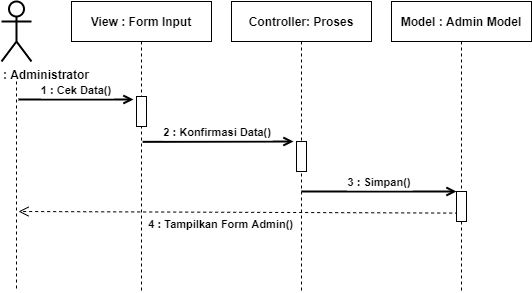 View : Form Input
Controller: Proses
Model : Admin Model
: Administrator
1 : Cek Data()
2 : Konfirmasi Data()
3 : Simpan()
4 : Tampilkan Form Admin()